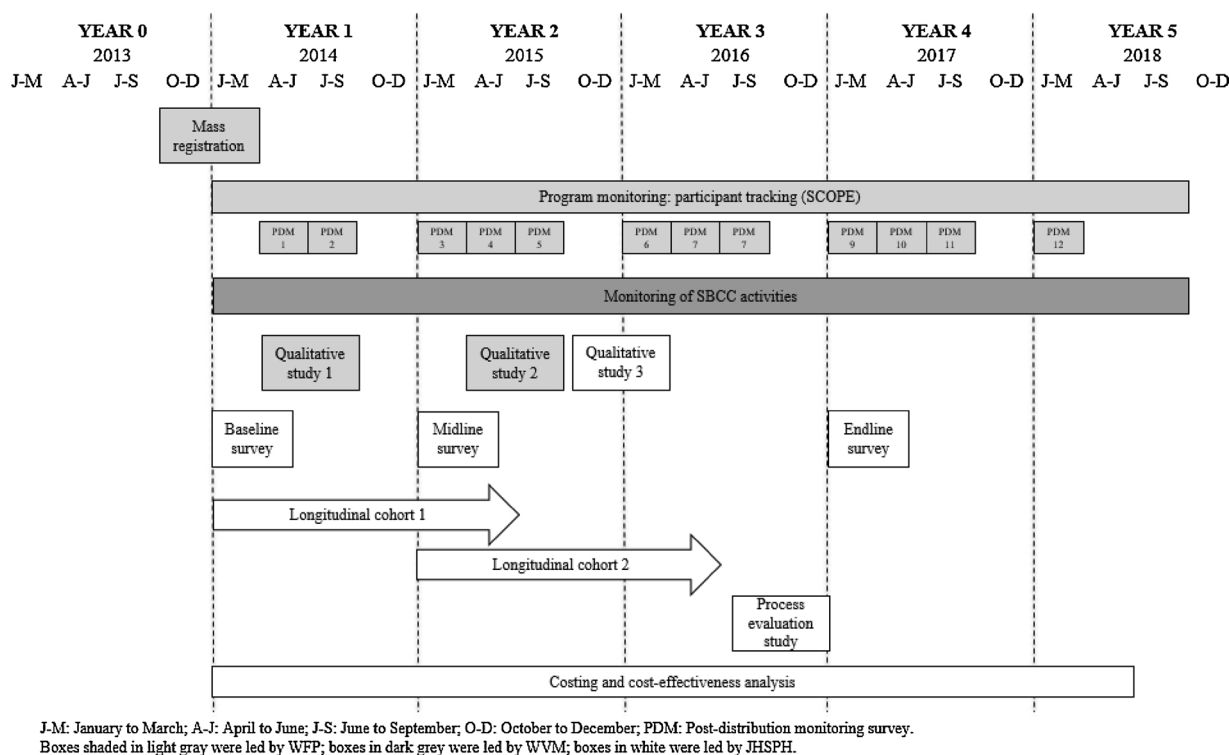 YEAR 0 YEAR 1 YEAR 2 YEAR 3 YEAR 4 YEAR 5
2013 2014 2015 2016 2017 2018
J-M A-J J-S O-D J-M A-J J-S O-D J-M A-J J-S O-D J-M A-J J-S O-D J-M A-J J-S O-D J-M A-J J-S O-D
Mass
registration
Program monitoring: participant tracking (SCOPE)
PDM PDM PDM PDM PDM PDM PDM PDM PDM PDM PDM PDM
1 2 3 4 5 6 7 7 9 10 11 12
Monitoring of SBCC activities
Qualitative
study 1
Qualitative
study 2
Qualitative
study 3
Baseline
survey
Midline
survey
Endline
survey
Longitudinal cohort 1
Longitudinal cohort 2
Process
evaluation
study
Costing and cost-effectiveness analysis
J-M: January to March; A-J: April to June; J-S: June to September; O-D: October to December; PDM: Post-distribution monitoring survey.
Boxes shaded in light gray were led by WFP; boxes in dark grey were led by WVM; boxes in white were led by JHSPH.